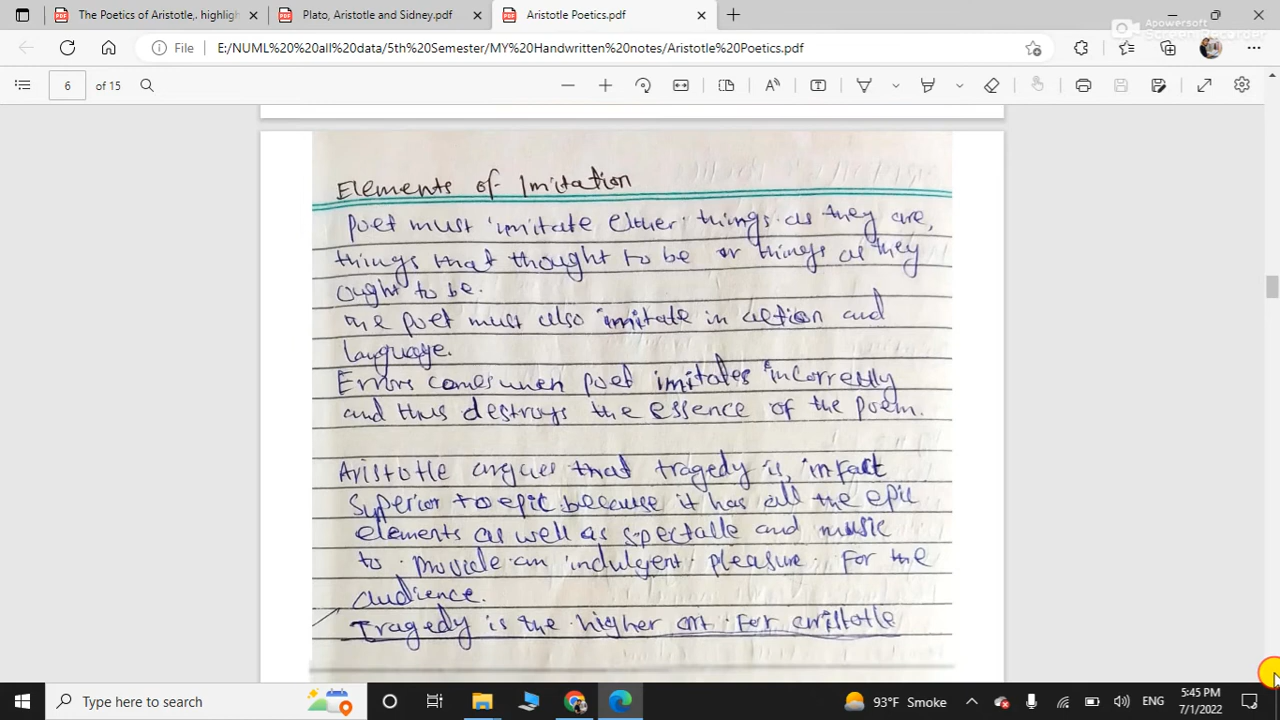 The Poetics of Aristotle,. highligh
Plato, Aristotle and Sidney.pdf
Aristotle Poetics.pdf
Apowersoft
Screen Recorder
File
E:/NUML%20%20all%20data/5th%20Semester/MY%20Handwritten%20notes/Aristotle%20Poetics.pdf
6 of 15
Elements of Imitation
Poet must imitate either things as they are,
things that thought to be or things as they
ought to be.
The poet must also imitate in action and
language.
Errors comes when poet imitates incorrectly
and thus destroys the essence of the poem.
Aristotle argues that tragedy is, infact
Superior to epic because it has all the epic
elements as well as spectalle and music
to provide an indulgent pleasure For the
audience.
Tragedy is the higher art For aristotle
Type here to search
93°F Smoke
ENG
5:45 PM
7/1/2022